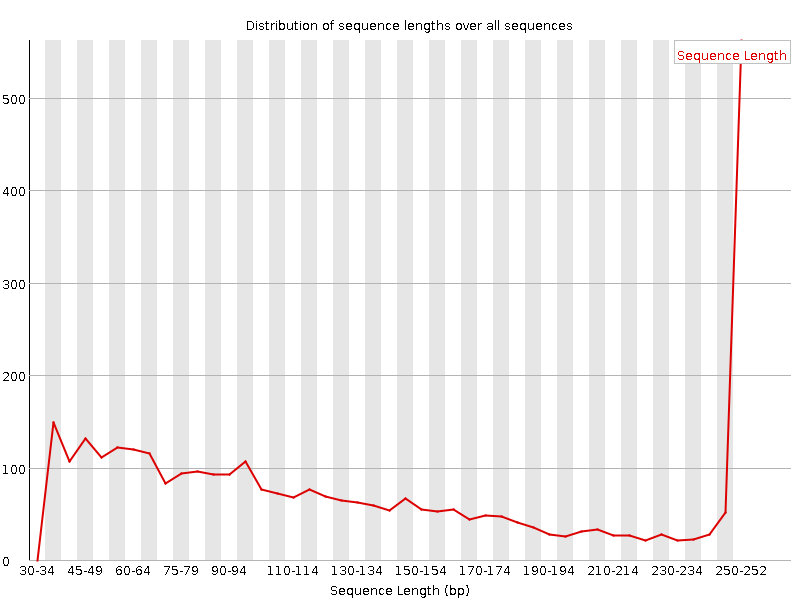 Distribution of sequence lengths over all sequences
Sequence Length
500
400
300
200
100
0
30-34 45-49 60-64 75-79 90-94 110-114 130-134 150-154 170-174 190-194 210-214 230-234 250-252
Sequence Length (bp)